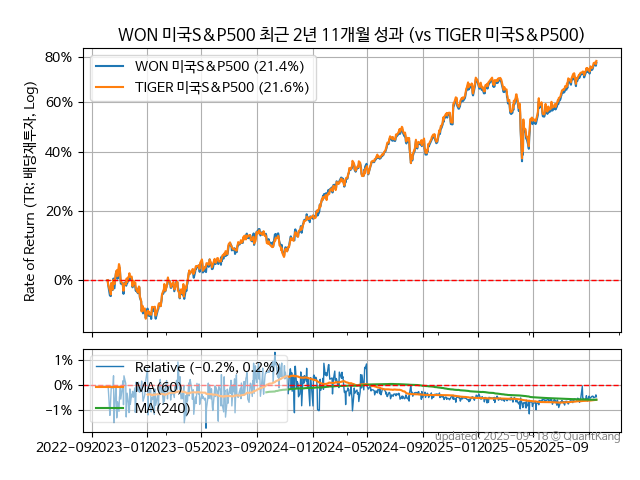 WON 미국S&P500 최근 2년 11개월 성과 (vs TIGER 미국S&P500)
WON 미국S&P500 (21.4%)
TIGER 미국S&P500 (21.6%)
80%
60%
40%
20%
0%
Rate of Return (TR; 배당재투자, Log)
Relative (-0.2%, 0.2%)
MA(60)
MA(240)
1%
0%
-1%
2022-09
2023-01
2023-05
2023-09
2024-01
2024-05
2024-09
2025-01
2025-05
2025-09
updated: 2025-09-18 © QuantKang